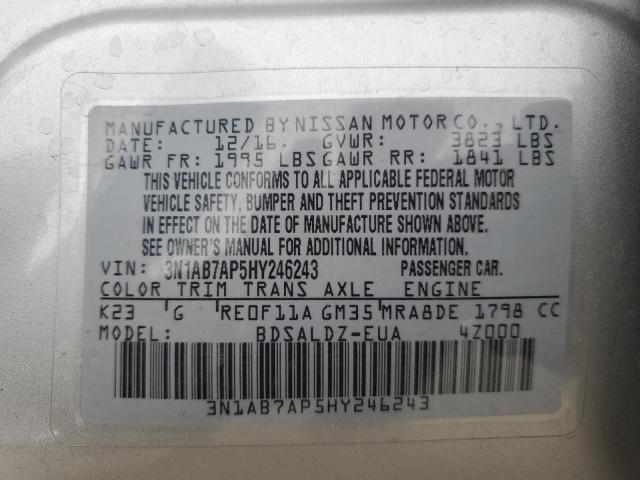 MANUFACTURED BY NISSAN MOTOR CO., LTD.
DATE: 12/16. GVWR: 3823 LBS
GAWR FR: 1995 LBS GAWR RR: 1841 LBS
THIS VEHICLE CONFORMS TO ALL APPLICABLE FEDERAL MOTOR
VEHICLE SAFETY, BUMPER AND THEFT PREVENTION STANDARDS
IN EFFECT ON THE DATE OF MANUFACTURE SHOWN ABOVE.
SEE OWNER'S MANUAL FOR ADDITIONAL INFORMATION.
VIN: 3N1AB7AP5HY246243 PASSENGER CAR.
COLOR TRIM TRANS AXLE ENGINE
K23 G RE0F11A GM35 MRA8DE 1798 CC
MODEL: BDSALDZ-EUA 4Z000
3N1AB7AP5HY246243